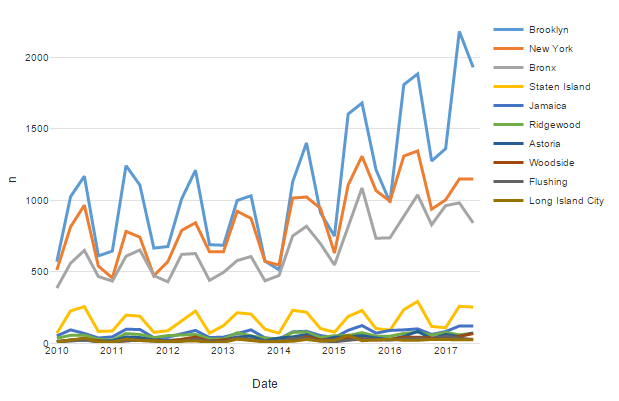 Brooklyn
New York
Bronx
Staten Island
Jamaica
Ridgewood
Astoria
Woodside
Flushing
Long Island City
n
2000
1500
1000
500
0
2010 2011 2012 2013 2014 2015 2016 2017
Date